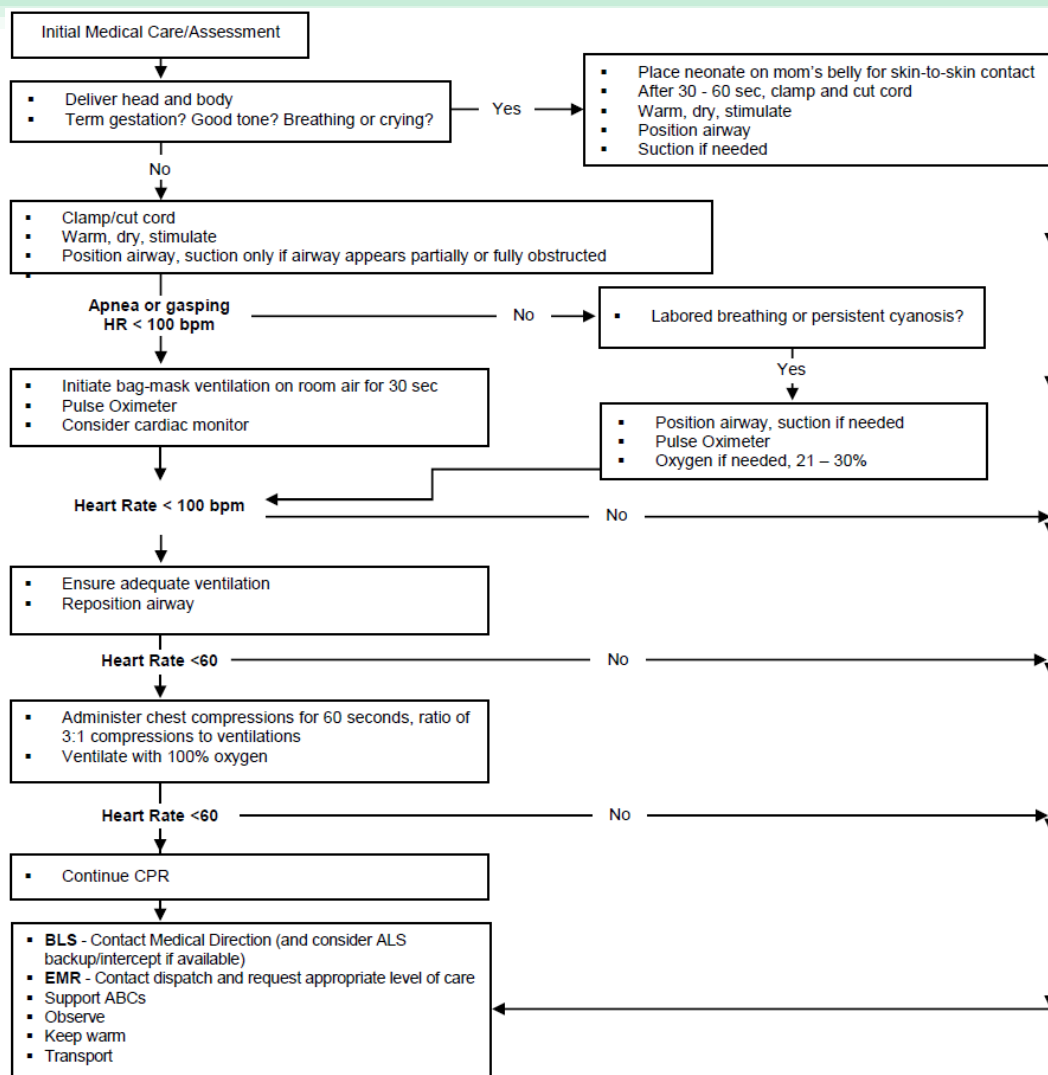 Initial Medical Care/Assessment
▪ Deliver head and body
▪ Term gestation? Good tone? Breathing or crying?
Yes
▪ Place neonate on mom's belly for skin-to-skin contact
▪ After 30 - 60 sec, clamp and cut cord
▪ Warm, dry, stimulate
▪ Position airway
▪ Suction if needed
No
▪ Clamp/cut cord
▪ Warm, dry, stimulate
▪ Position airway, suction only if airway appears partially or fully obstructed
▪
Apnea or gasping
HR < 100 bpm
No
▪ Labored breathing or persistent cyanosis?
Yes
▪ Initiate bag-mask ventilation on room air for 30 sec
▪ Pulse Oximeter
▪ Consider cardiac monitor
▪ Position airway, suction if needed
▪ Pulse Oximeter
▪ Oxygen if needed, 21 – 30%
Heart Rate < 100 bpm
No
▪ Ensure adequate ventilation
▪ Reposition airway
Heart Rate <60
No
▪ Administer chest compressions for 60 seconds, ratio of
3:1 compressions to ventilations
▪ Ventilate with 100% oxygen
Heart Rate <60
No
▪ Continue CPR
▪ BLS - Contact Medical Direction (and consider ALS
backup/intercept if available)
▪ EMR - Contact dispatch and request appropriate level of care
▪ Support ABCs
▪ Observe
▪ Keep warm
▪ Transport